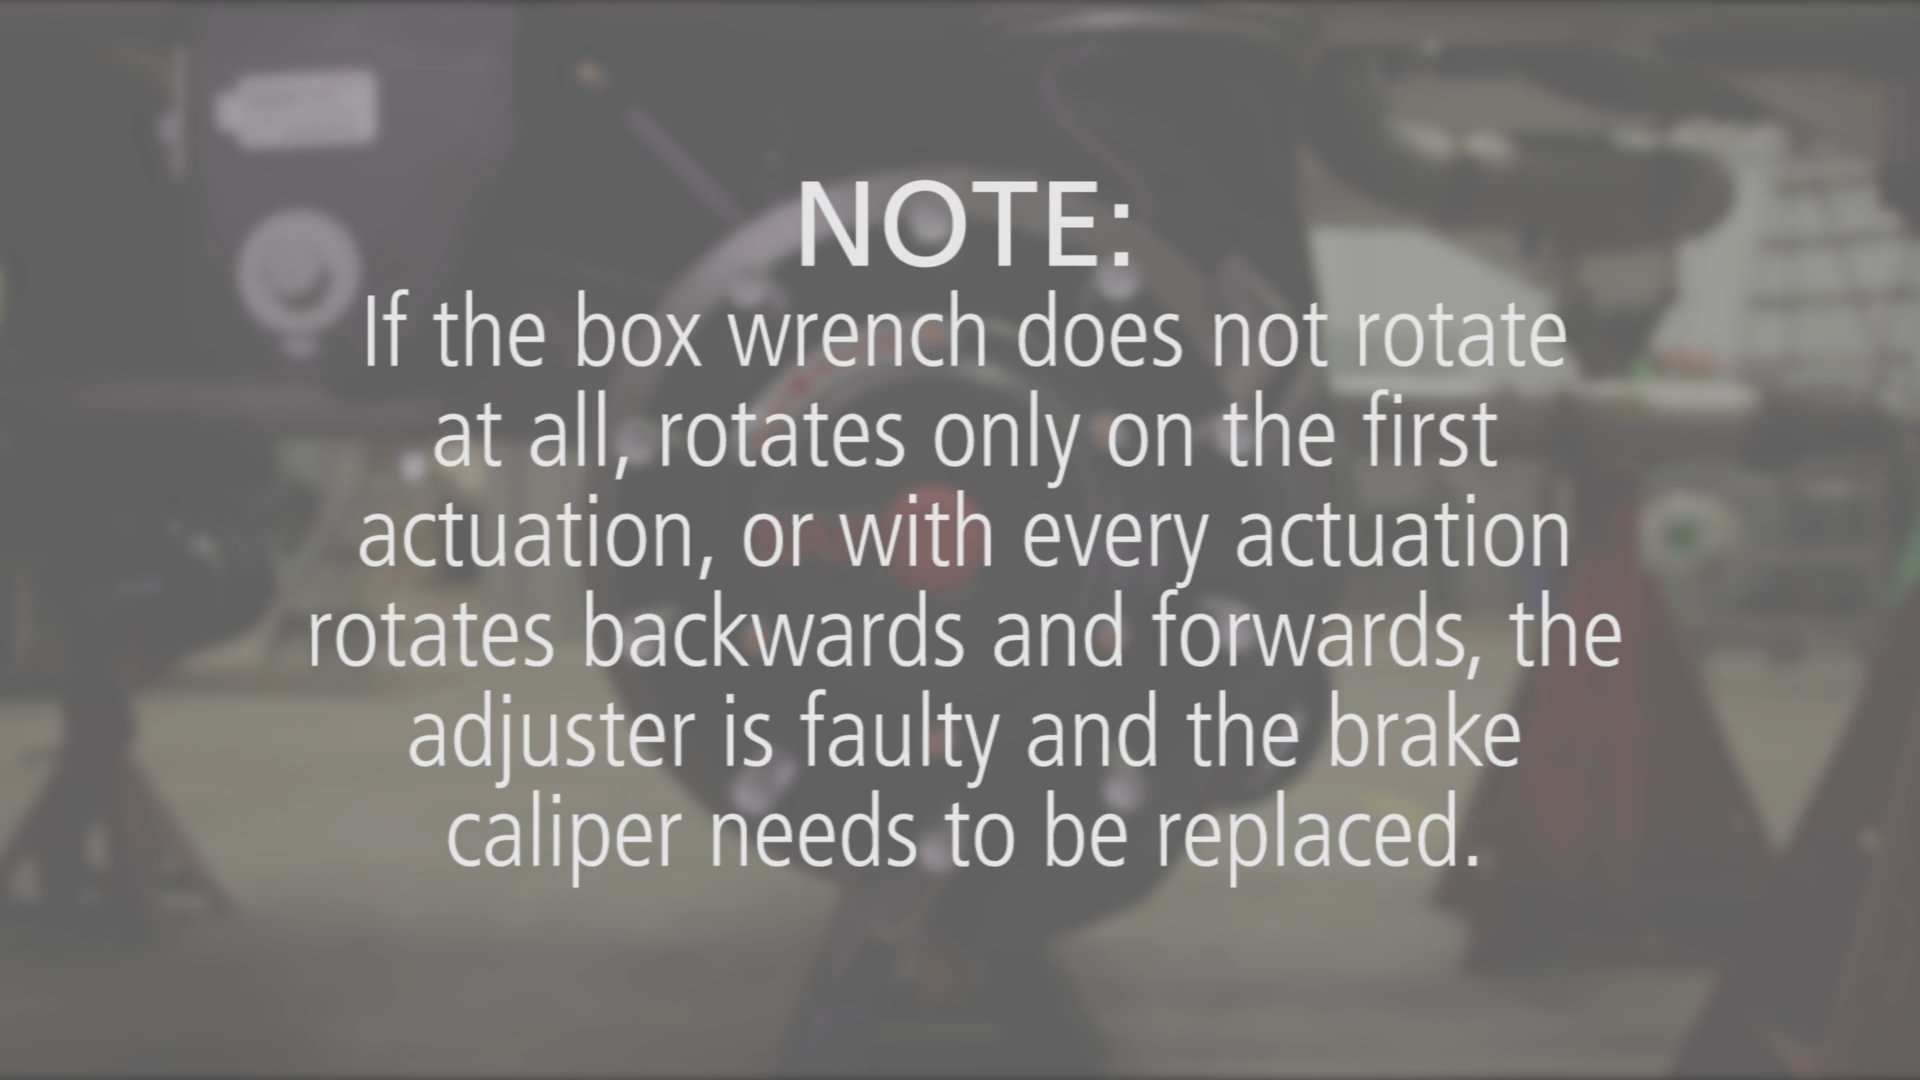 NOTE:
If the box wrench does not rotate
at all, rotates only on the first
actuation, or with every actuation
rotates backwards and forwards, the
adjuster is faulty and the brake
caliper needs to be replaced.